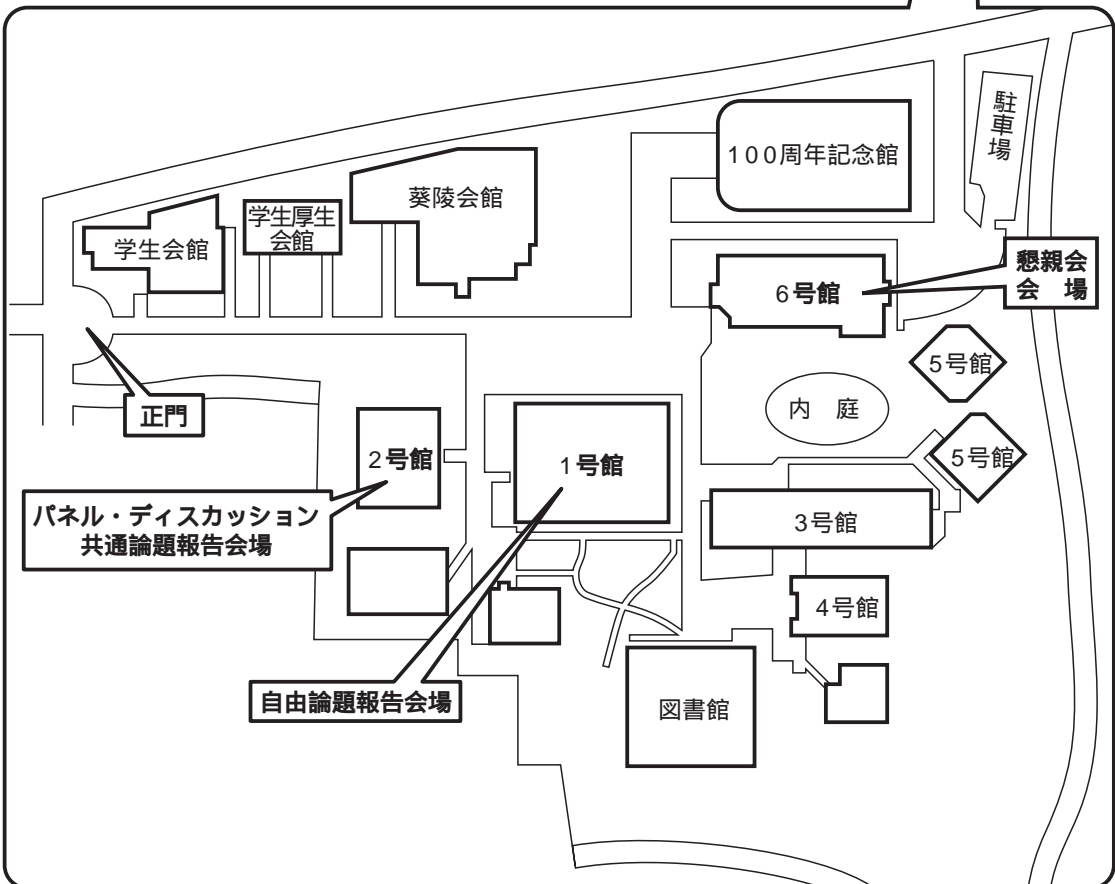 駐車場
100周年記念館
葵陵会館
学生厚生
会館
学生会館
懇親会
会　場
6号館
5号館
内　庭
正門
2号館
1号館
5号館
パネル・ディスカッション
共通論題報告会場
3号館
4号館
自由論題報告会場
図書館